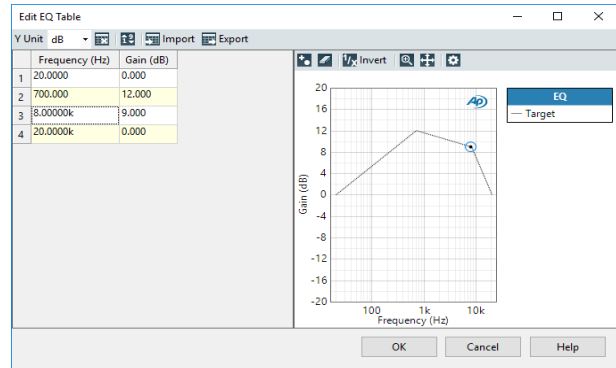 Edit EQ Table
Y Unit dB Import Export
Frequency (Hz) Gain (dB)
1 20.0000 0.000
2 700.000 12.000
3 8.00000k 9.000
4 20.0000k 0.000
1/x Invert
20
16
12
8
4
0
-4
-8
-12
-16
-20
Gain (dB)
100 1k 10k
Frequency (Hz)
AP
EQ
Target
OK Cancel Help